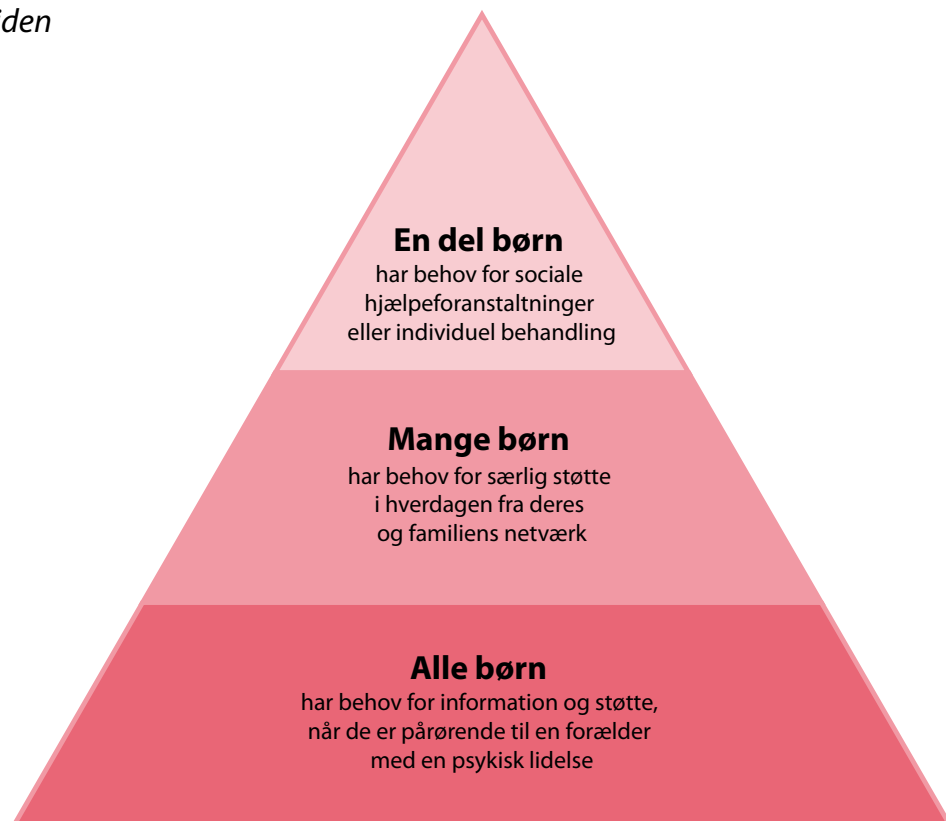 En del børn
har behov for sociale
hjælpeforanstaltninger
eller individuel behandling
Mange børn
har behov for særlig støtte
i hverdagen fra deres
og familiens netværk
Alle børn
har behov for information og støtte,
når de er pårørende til en forælder
med en psykisk lidelse